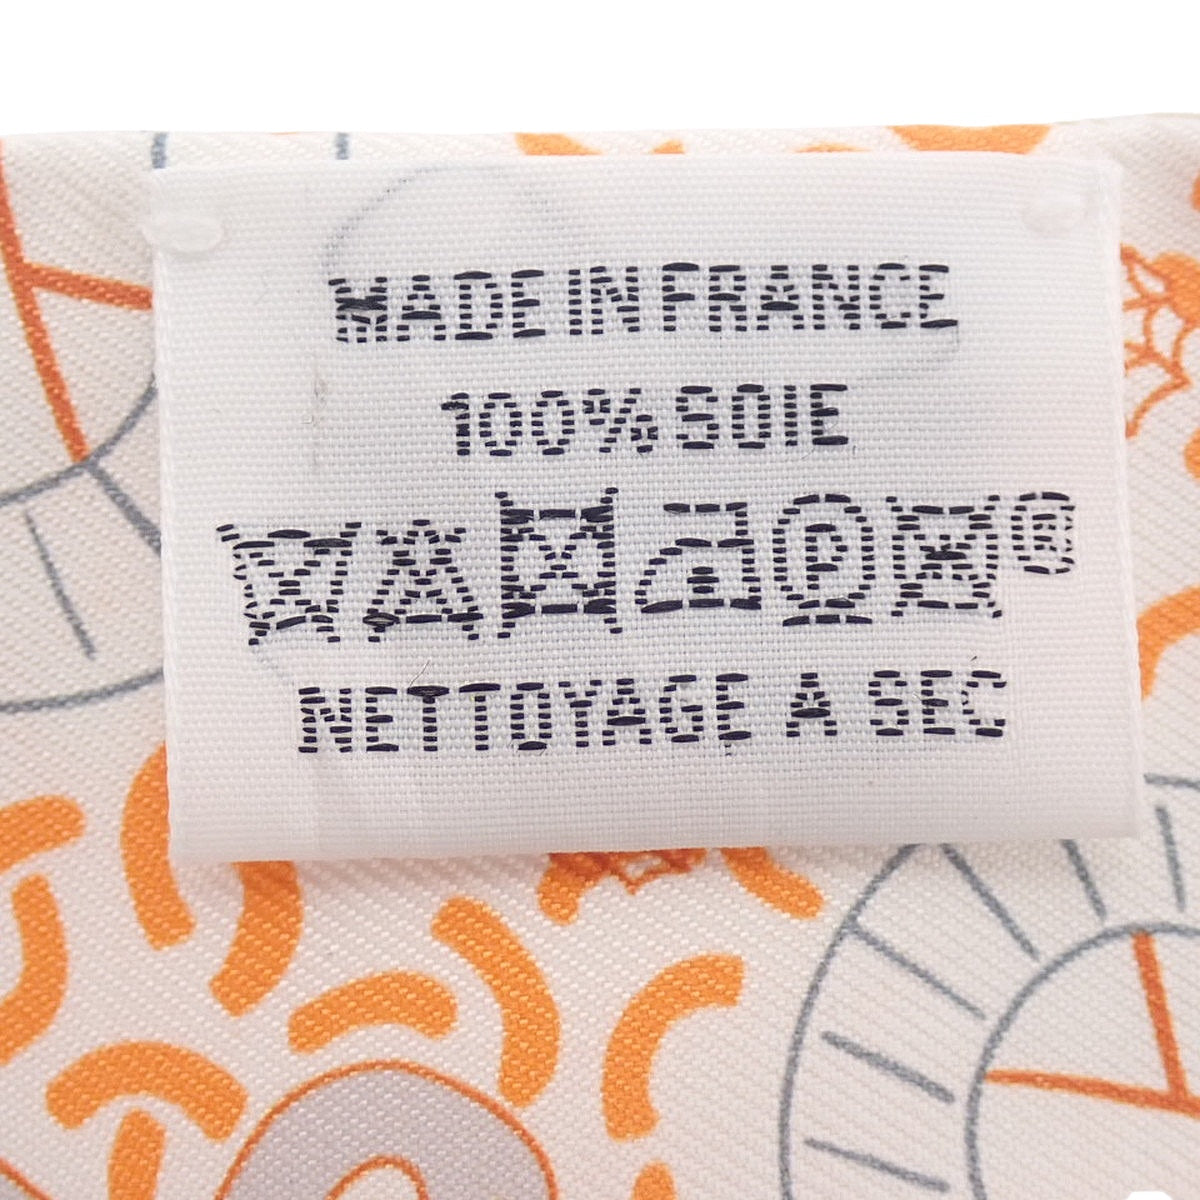 MADE IN FRANCE
100% SOIE
P ®
NETTOYAGE A SEC